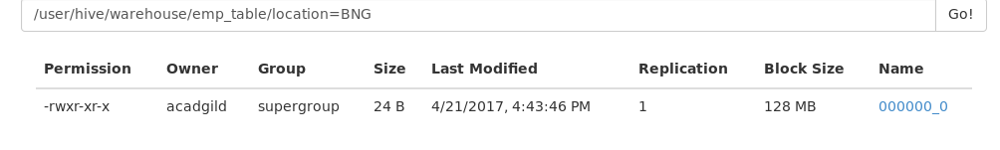 /user/hive/warehouse/emp_table/location=BNG Go!
Permission Owner Group Size Last Modified Replication Block Size Name
-rwxr-xr-x acadgild supergroup 24 B 4/21/2017, 4:43:46 PM 1 128 MB 000000_0